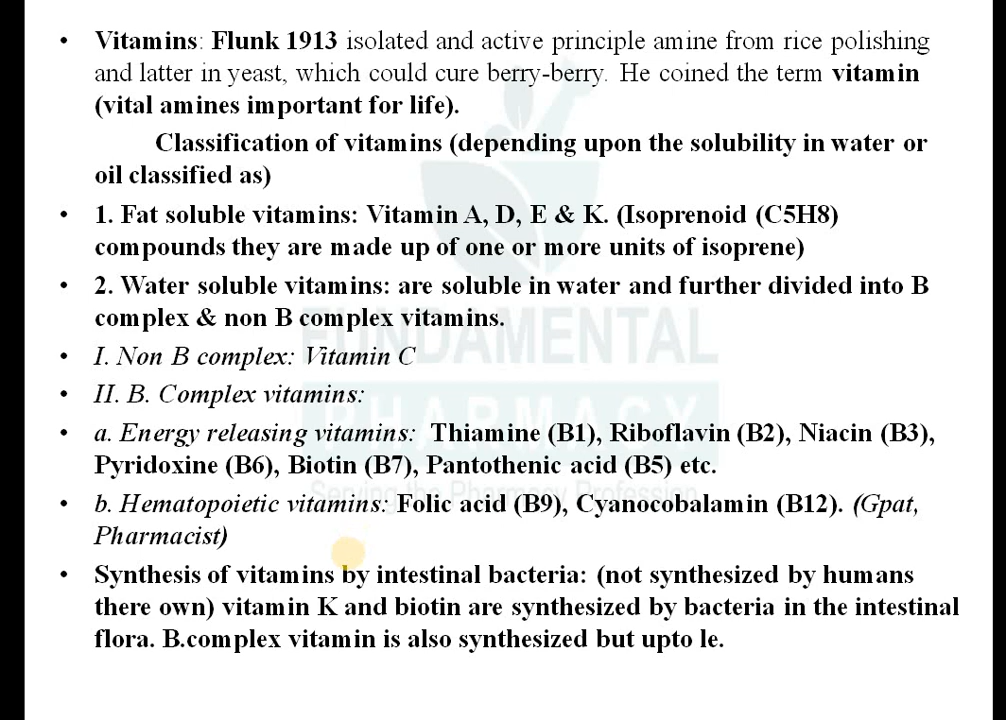 • Vitamins: Flunk 1913 isolated and active principle amine from rice polishing
and latter in yeast, which could cure berry-berry. He coined the term vitamin
(vital amines important for life).
Classification of vitamins (depending upon the solubility in water or
oil classified as)
• 1. Fat soluble vitamins: Vitamin A, D, E & K. (Isoprenoid (C5H8)
compounds they are made up of one or more units of isoprene)
• 2. Water soluble vitamins: are soluble in water and further divided into B
complex & non B complex vitamins.
FUNDAMENTAL
• I. Non B complex: Vitamin C
• II. B. Complex vitamins:
PHARMACY
• a. Energy releasing vitamins: Thiamine (B1), Riboflavin (B2), Niacin (B3),
Pyridoxine (B6), Biotin (B7), Pantothenic acid (B5) etc.
Serving the Pharmacy Profession
• b. Hematopoietic vitamins: Folic acid (B9), Cyanocobalamin (B12). (Gpat,
Pharmacist)
• Synthesis of vitamins by intestinal bacteria: (not synthesized by humans
there own) vitamin K and biotin are synthesized by bacteria in the intestinal
flora. B.complex vitamin is also synthesized but upto le.